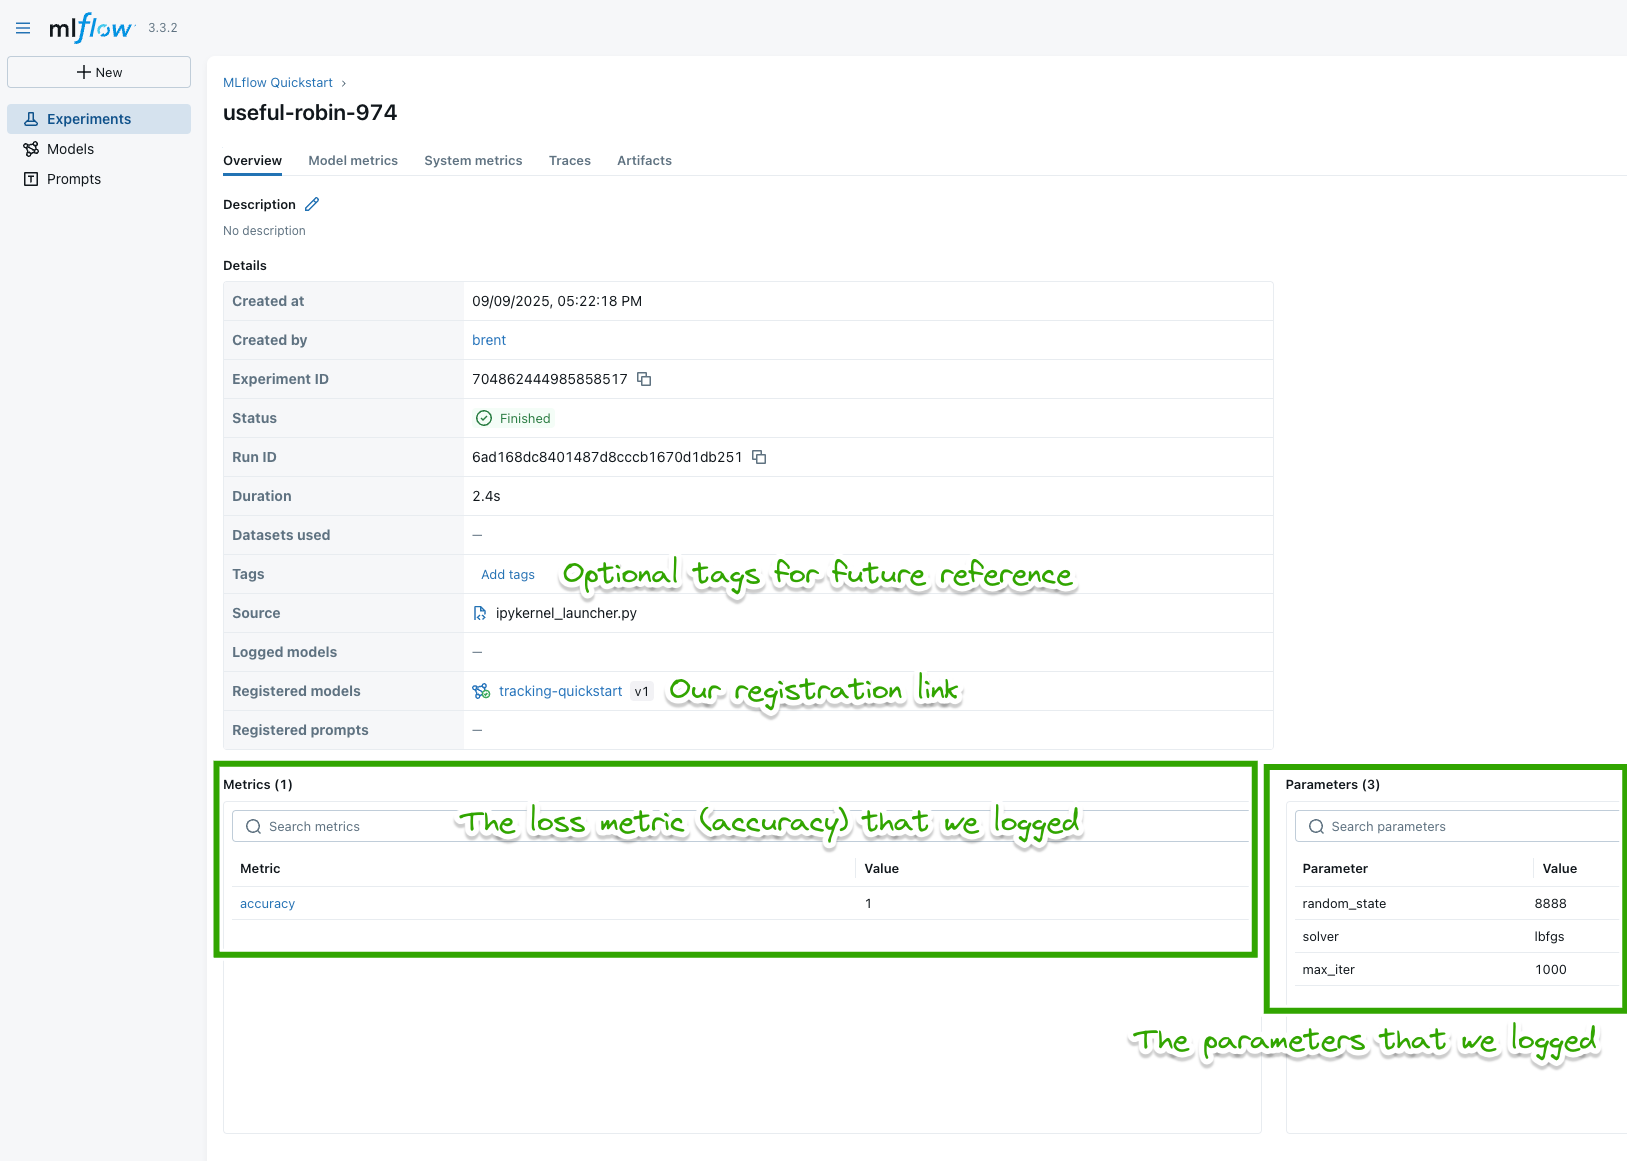 mlflow 3.3.2
New
Experiments
Models
Prompts
MLflow Quickstart ›
useful-robin-974
Overview Model metrics System metrics Traces Artifacts
Description
No description
Details
Created at 09/09/2025, 05:22:18 PM
Created by brent
Experiment ID 704862444985858517
Status Finished
Run ID 6ad168dc8401487d8cccb1670d1db251
Duration 2.4s
Datasets used —
Tags Add tags Optional tags for future reference
Source ipykernel_launcher.py
Logged models —
Registered models tracking-quickstart v1 Our registration link
Registered prompts —
Metrics (1)
Search metrics The loss metric (accuracy) that we logged
Metric Value
accuracy 1
Parameters (3)
Search parameters
Parameter Value
random_state 8888
solver lbfgs
max_iter 1000
The parameters that we logged